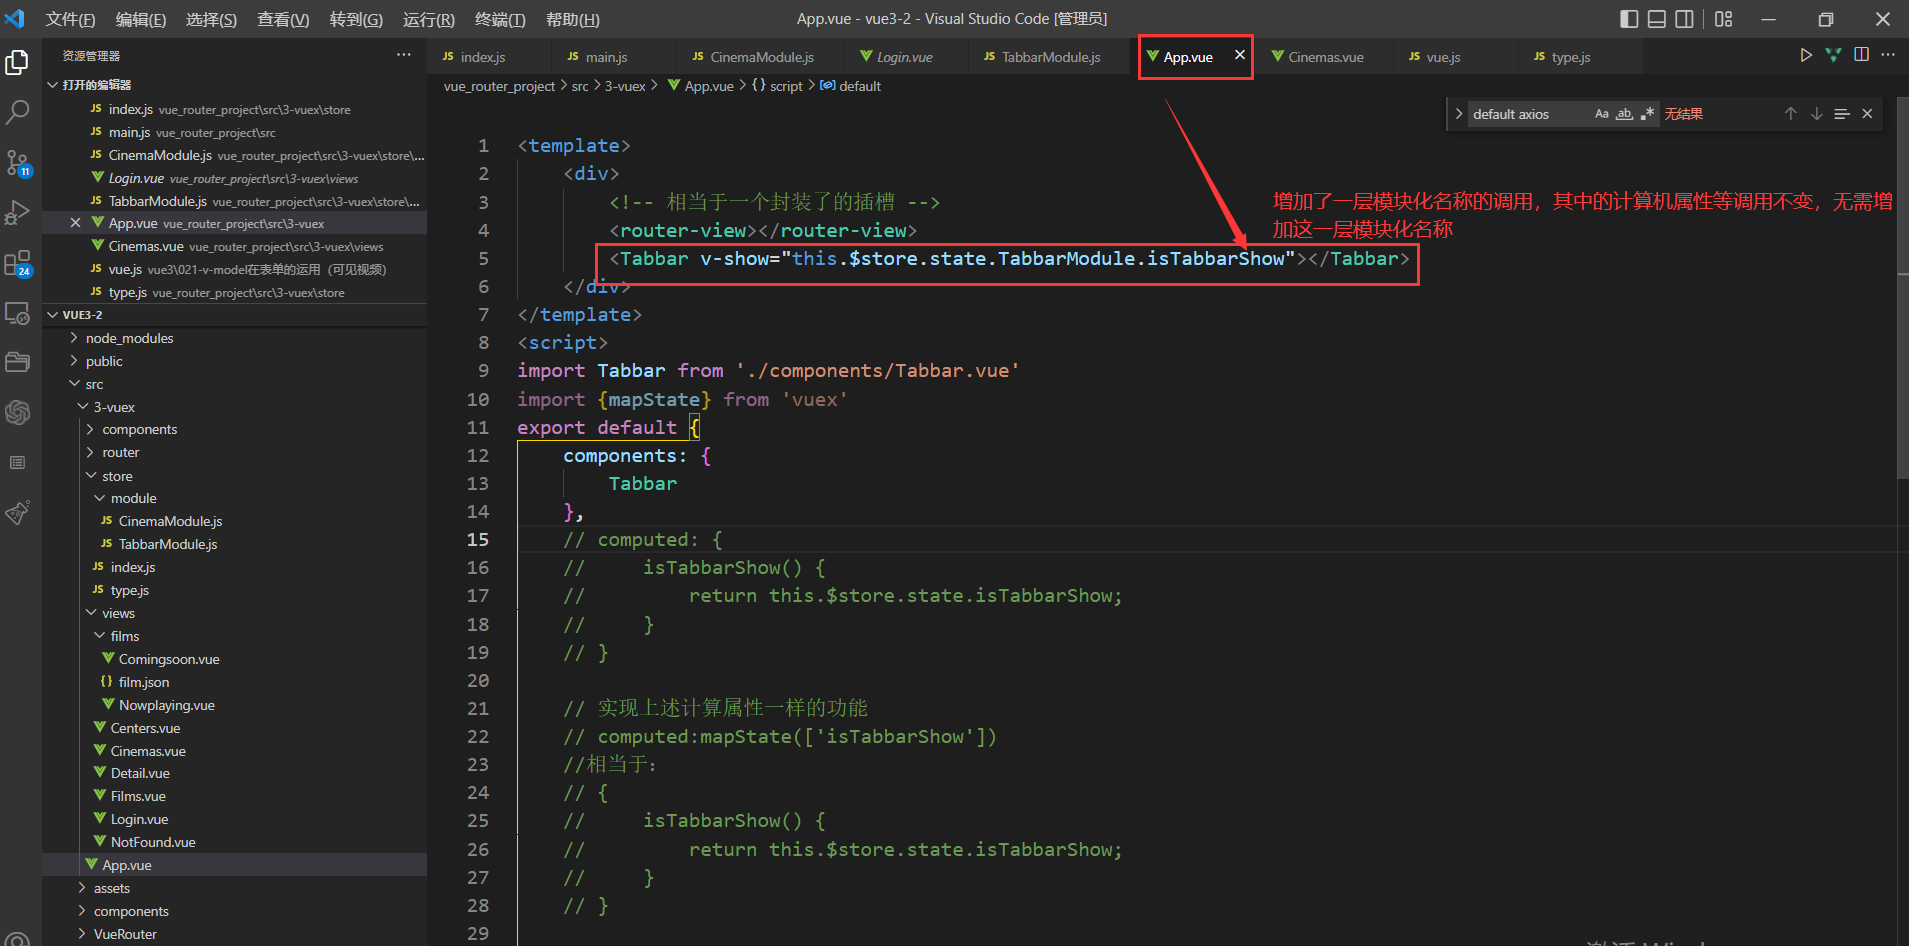 文件(F) 编辑(E) 选择(S) 查看(V) 转到(G) 运行(R) 终端(T) 帮助(H) App.vue - vue3-2 - Visual Studio Code [管理员]
资源管理器 ···
JS index.js JS main.js JS CinemaModule.js Login.vue JS TabbarModule.js App.vue Cinemas.vue JS vue.js JS type.js
vue_router_project > src > 3-vuex > App.vue > {} script > default
default axios Aa ab 无结果
打开的编辑器
JS index.js vue_router_project\src\3-vuex\store
JS main.js vue_router_project\src
JS CinemaModule.js vue_router_project\src\3-vuex\store\...
Login.vue vue_router_project\src\3-vuex\views
JS TabbarModule.js vue_router_project\src\3-vuex\store\...
App.vue vue_router_project\src\3-vuex
Cinemas.vue vue_router_project\src\3-vuex\views
JS vue.js vue3\021-v-model在表单的运用（可见视频）
JS type.js vue_router_project\src\3-vuex\store
VUE3-2
node_modules
public
src
3-vuex
components
router
store
module
JS CinemaModule.js
JS TabbarModule.js
JS index.js
JS type.js
views
films
Comingsoon.vue
{} film.json
Nowplaying.vue
Centers.vue
Cinemas.vue
Detail.vue
Films.vue
Login.vue
NotFound.vue
App.vue
assets
components
VueRouter
11
24
1 <template>
2 <div>
3 <!-- 相当于一个封装了的插槽 -->
4 <router-view></router-view>
5 <Tabbar v-show="this.$store.state.TabbarModule.isTabbarShow"></Tabbar>
6 </div>
7 </template>
8 <script>
9 import Tabbar from './components/Tabbar.vue'
10 import {mapState} from 'vuex'
11 export default {
12 components: {
13 Tabbar
14 },
15 // computed: {
16 // isTabbarShow() {
17 // return this.$store.state.isTabbarShow;
18 // }
19 // }
20
21 // 实现上述计算属性一样的功能
22 // computed:mapState(['isTabbarShow'])
23 //相当于:
24 // {
25 // isTabbarShow() {
26 // return this.$store.state.isTabbarShow;
27 // }
28 // }
29
增加了一层模块化名称的调用，其中的计算机属性等调用不变，无需增
加这一层模块化名称